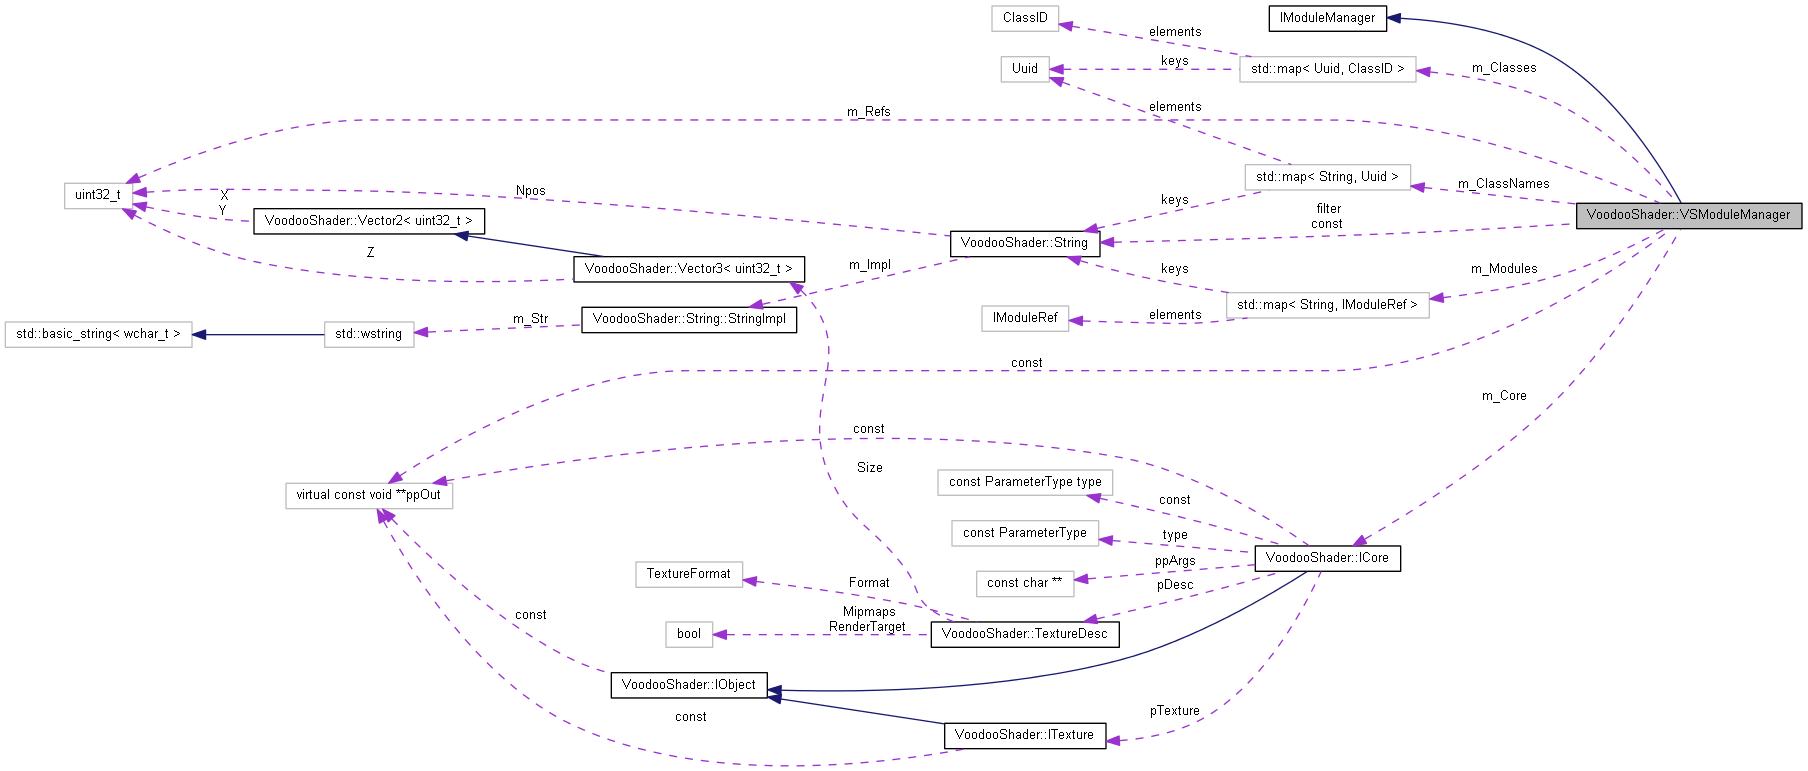 ClassID
IModuleManager
elements
Uuid
keys
std::map< Uuid, ClassID >
m_Classes
elements
m_Refs
std::map< String, Uuid >
m_ClassNames
uint32_t
X
Y
Npos
keys
filter
const
VoodooShader::VSModuleManager
VoodooShader::Vector2< uint32_t >
VoodooShader::String
Z
VoodooShader::Vector3< uint32_t >
m_Impl
keys
m_Modules
std::map< String, IModuleRef >
elements
IModuleRef
VoodooShader::String::StringImpl
m_Str
std::wstring
std::basic_string< wchar_t >
const
m_Core
const
Size
virtual const void **ppOut
const ParameterType type
const
const ParameterType
type
VoodooShader::ICore
ppArgs
const char **
pDesc
TextureFormat
Format
Mipmaps
RenderTarget
bool
VoodooShader::TextureDesc
const
VoodooShader::IObject
const
pTexture
VoodooShader::ITexture